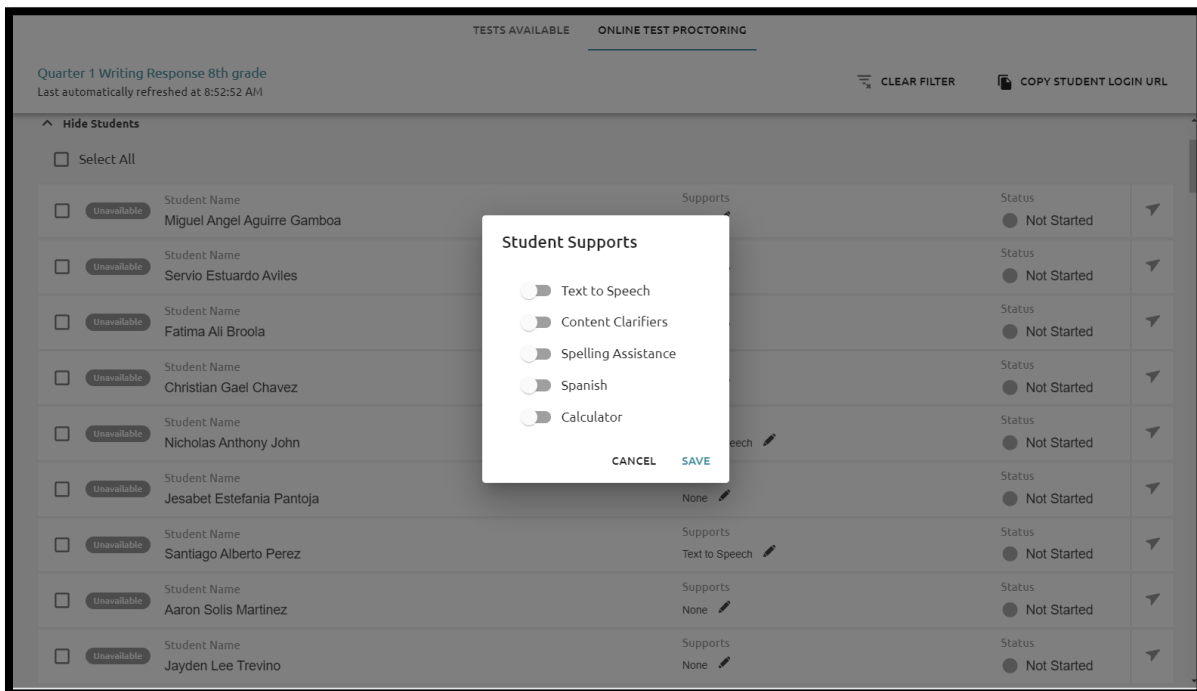 TESTS AVAILABLE ONLINE TEST PROCTORING
Quarter 1 Writing Response 8th grade
Last automatically refreshed at 8:52:52 AM
CLEAR FILTER COPY STUDENT LOGIN URL
Hide Students
Select All
Student Name Supports Status
Unavailable Miguel Angel Aguirre Gamboa Not Started
Student Name Status
Unavailable Servio Estuardo Aviles Not Started
Student Name Status
Unavailable Fatima Ali Broola Not Started
Student Name Status
Unavailable Christian Gael Chavez Not Started
Student Name Status
Unavailable Nicholas Anthony John eech Not Started
Student Name Status
Unavailable Jesabet Estefania Pantoja None Not Started
Student Name Supports Status
Unavailable Santiago Alberto Perez Text to Speech Not Started
Student Name Supports Status
Unavailable Aaron Solis Martinez None Not Started
Student Name Supports Status
Unavailable Jayden Lee Trevino None Not Started
Student Supports
Text to Speech
Content Clarifiers
Spelling Assistance
Spanish
Calculator
CANCEL SAVE